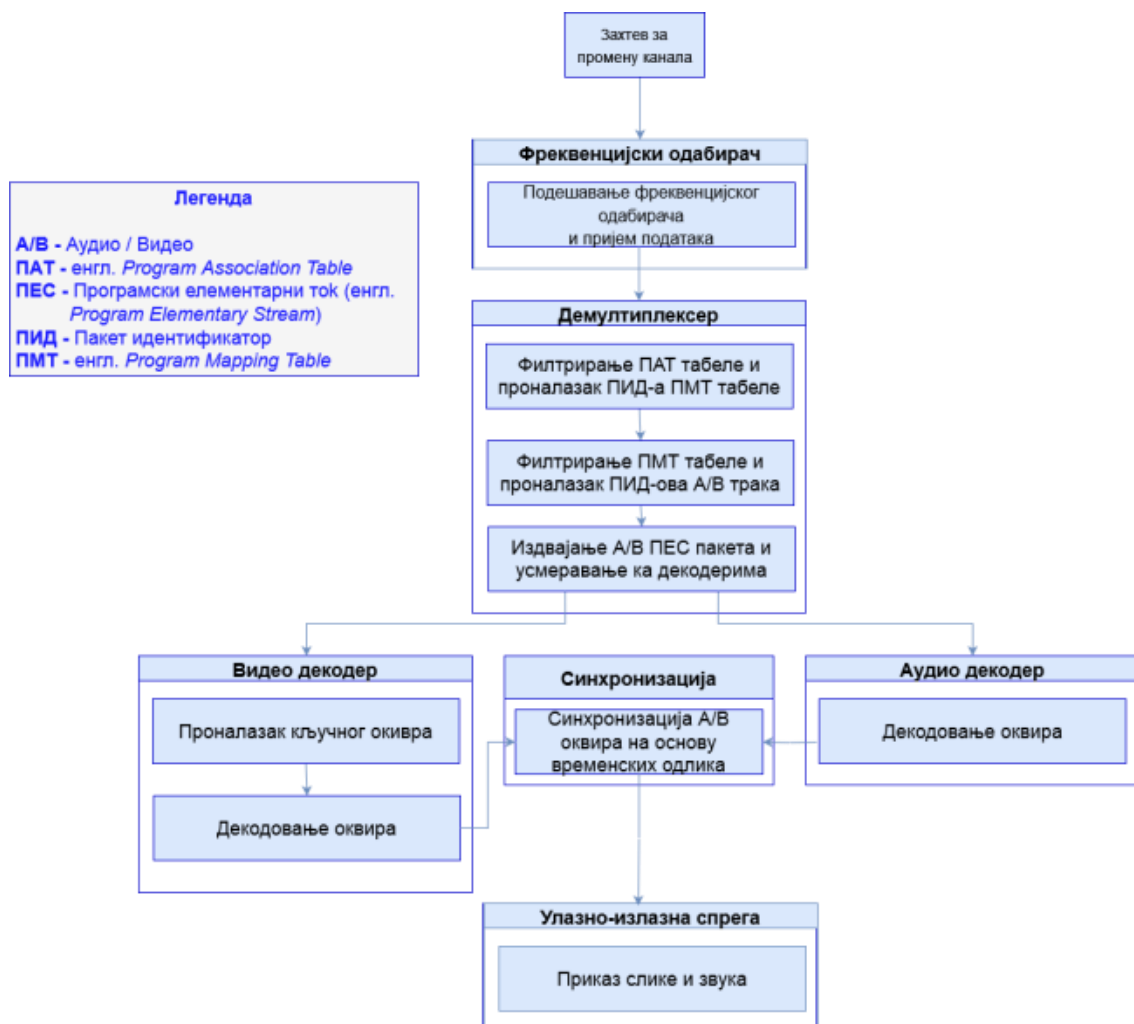 Захтев за
промену канала
Фреквенцијски одабирач
Подешавање фреквенцијског
одабирача
и пријем података
Легенда
А/В - Аудио / Видео
ПАТ - енгл. Program Association Table
ПЕС - Програмски елементарни ток (енгл.
Program Elementary Stream)
ПИД - Пакет идентификатор
ПМТ - енгл. Program Mapping Table
Демултиплексер
Филтрирање ПАТ табеле и
проналазак ПИД-а ПМТ табеле
Филтрирање ПМТ табеле и
проналазак ПИД-ова А/В трака
Издвајање А/В ПЕС пакета и
усмеравање ка декодерима
Видео декодер
Проналазак кључног окивра
Декодовање оквира
Синхронизација
Синхронизација А/В
оквира на основу
временских одлика
Аудио декодер
Декодовање оквира
Улазно-излазна спрега
Приказ слике и звука